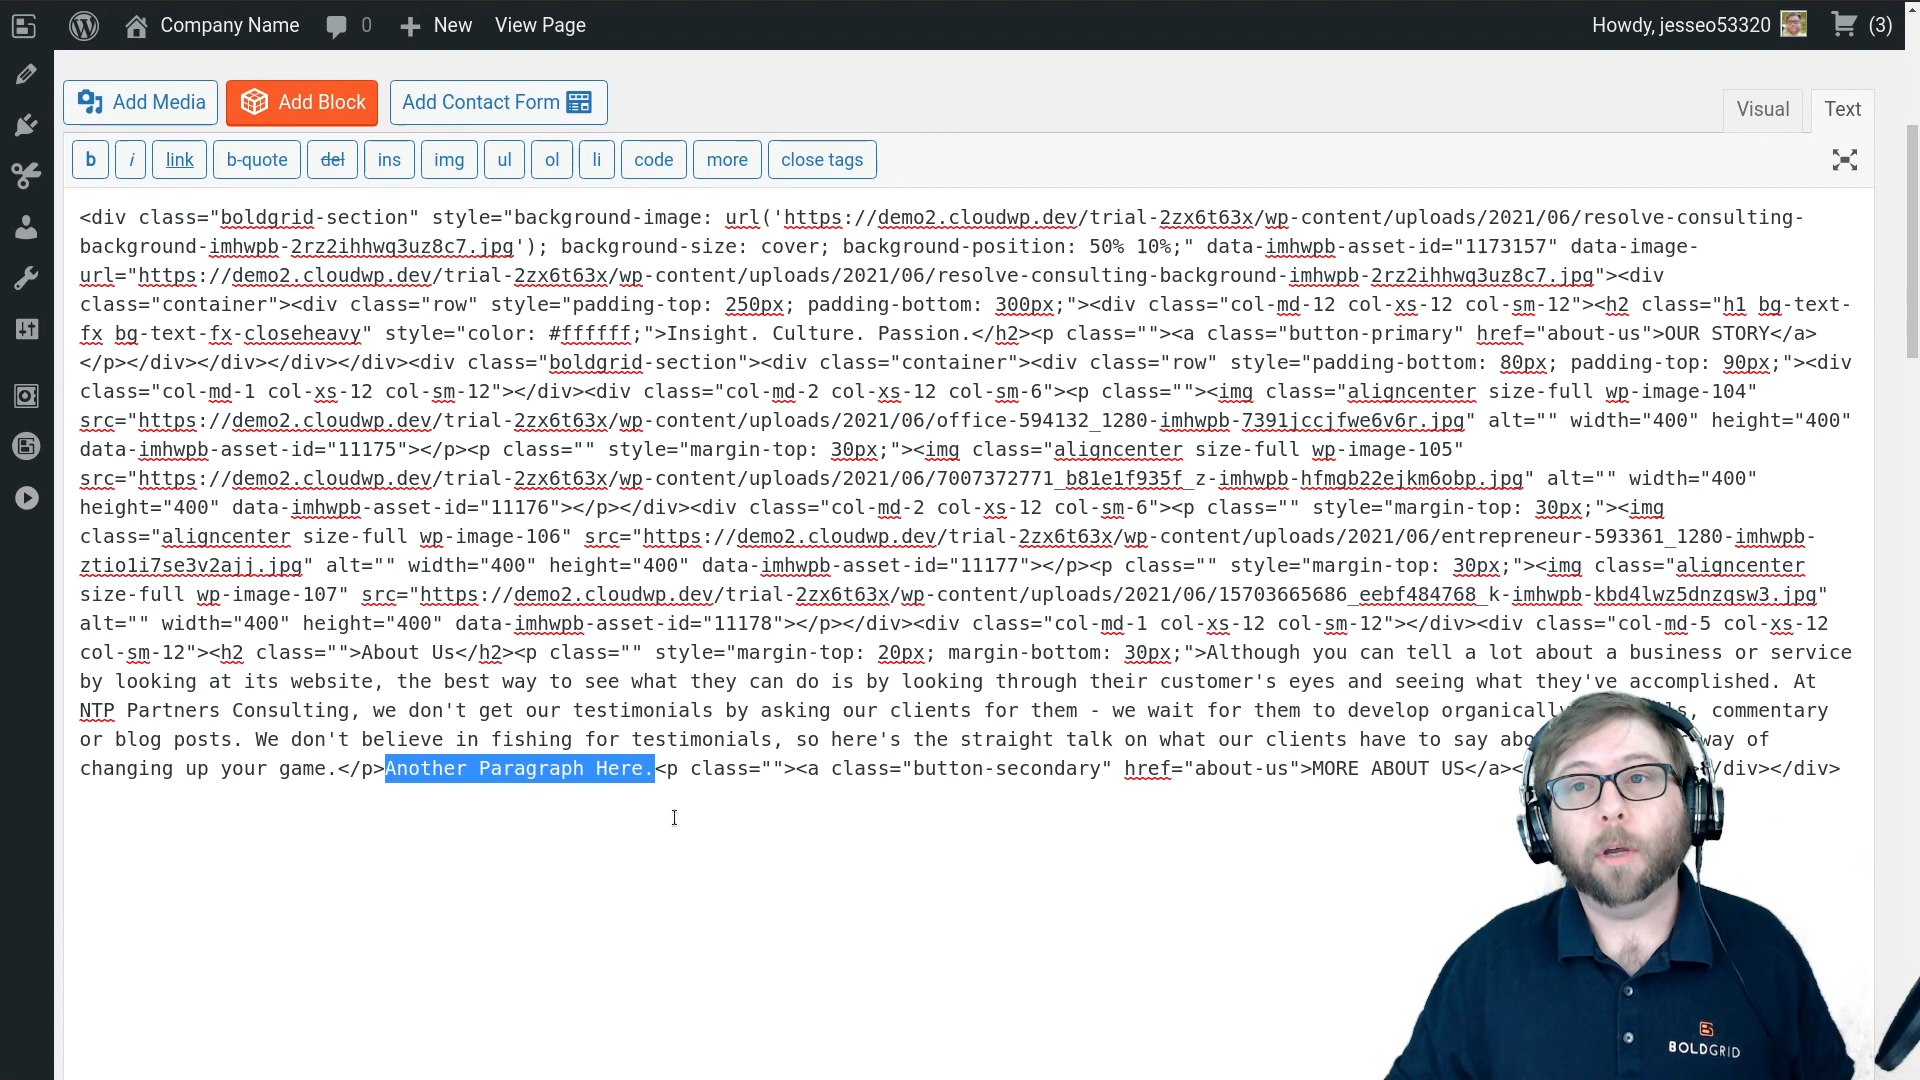 Company Name 0 New View Page Howdy, jesseo53320 (3)
Add Media Add Block Add Contact Form Visual Text
b i link b-quote del ins img ul ol li code more close tags
<div class="boldgrid-section" style="background-image: url('https://demo2.cloudwp.dev/trial-2zx6t63x/wp-content/uploads/2021/06/resolve-consulting-
background-imhwpb-2rz2ihhwq3uz8c7.jpg'); background-size: cover; background-position: 50% 10%;" data-imhwpb-asset-id="1173157" data-image-
url="https://demo2.cloudwp.dev/trial-2zx6t63x/wp-content/uploads/2021/06/resolve-consulting-background-imhwpb-2rz2ihhwq3uz8c7.jpg"><div
class="container"><div class="row" style="padding-top: 250px; padding-bottom: 300px;"><div class="col-md-12 col-xs-12 col-sm-12"><h2 class="h1 bg-text-
fx bg-text-fx-closeheavy" style="color: #ffffff;">Insight. Culture. Passion.</h2><p class=""><a class="button-primary" href="about-us">OUR STORY</a>
</p></div></div></div></div><div class="boldgrid-section"><div class="container"><div class="row" style="padding-bottom: 80px; padding-top: 90px;"><div
class="col-md-1 col-xs-12 col-sm-12"></div><div class="col-md-2 col-xs-12 col-sm-6"><p class=""><img class="aligncenter size-full wp-image-104"
src="https://demo2.cloudwp.dev/trial-2zx6t63x/wp-content/uploads/2021/06/office-594132_1280-imhwpb-7391jccjfwe6v6r.jpg" alt="" width="400" height="400"
data-imhwpb-asset-id="11175"></p><p class="" style="margin-top: 30px;"><img class="aligncenter size-full wp-image-105"
src="https://demo2.cloudwp.dev/trial-2zx6t63x/wp-content/uploads/2021/06/7007372771_b81e1f935f_z-imhwpb-hfmgb22ejkm6obp.jpg" alt="" width="400"
height="400" data-imhwpb-asset-id="11176"></p></div><div class="col-md-2 col-xs-12 col-sm-6"><p class="" style="margin-top: 30px;"><img
class="aligncenter size-full wp-image-106" src="https://demo2.cloudwp.dev/trial-2zx6t63x/wp-content/uploads/2021/06/entrepreneur-593361_1280-imhwpb-
ztio1i7se3v2ajj.jpg" alt="" width="400" height="400" data-imhwpb-asset-id="11177"></p><p class="" style="margin-top: 30px;"><img class="aligncenter
size-full wp-image-107" src="https://demo2.cloudwp.dev/trial-2zx6t63x/wp-content/uploads/2021/06/15703665686_eebf484768_k-imhwpb-kbd4lwz5dnzqsw3.jpg"
alt="" width="400" height="400" data-imhwpb-asset-id="11178"></p></div><div class="col-md-1 col-xs-12 col-sm-12"></div><div class="col-md-5 col-xs-12
col-sm-12"><h2 class="">About Us</h2><p class="" style="margin-top: 20px; margin-bottom: 30px;">Although you can tell a lot about a business or service
by looking at its website, the best way to see what they can do is by looking through their customer's eyes and seeing what they've accomplished. At
NTP Partners Consulting, we don't get our testimonials by asking our clients for them - we wait for them to develop organically commentary
or blog posts. We don't believe in fishing for testimonials, so here's the straight talk on what our clients have to say way of
changing up your game.</p>Another Paragraph Here.<p class=""><a class="button-secondary" href="about-us">MORE ABOUT US</a>< /div></div>
BOLDGRID